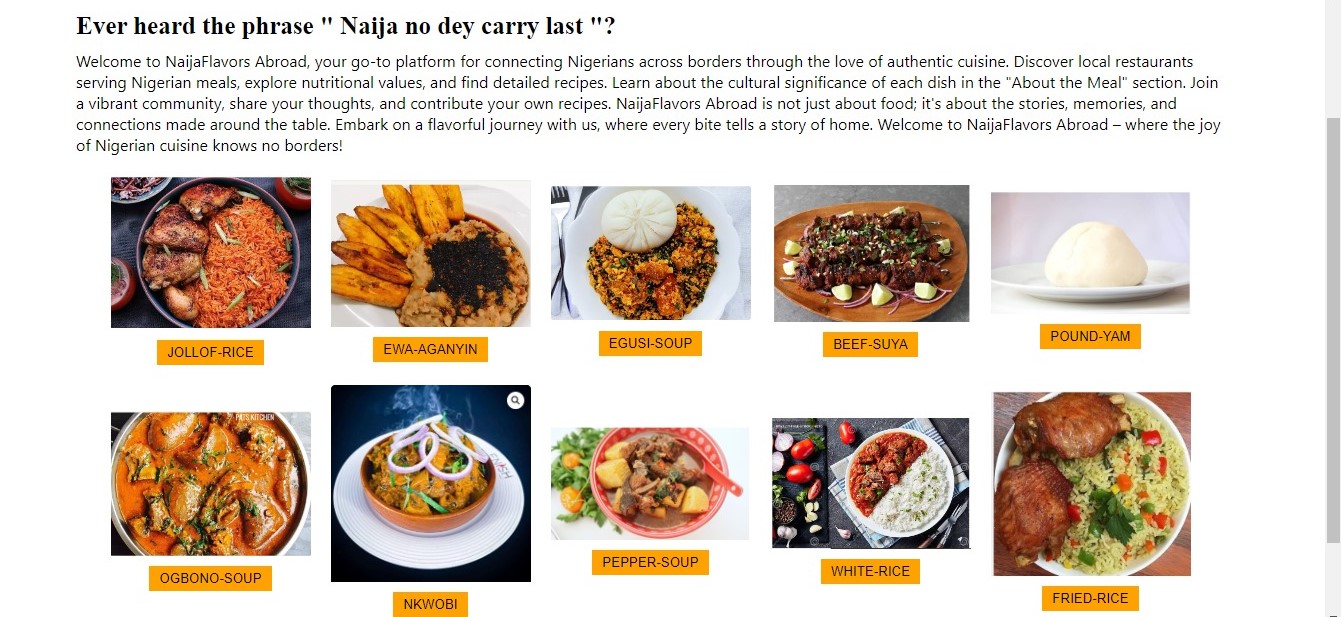 Ever heard the phrase " Naija no dey carry last "?
Welcome to NaijaFlavors Abroad, your go-to platform for connecting Nigerians across borders through the love of authentic cuisine. Discover local restaurants
serving Nigerian meals, explore nutritional values, and find detailed recipes. Learn about the cultural significance of each dish in the "About the Meal" section. Join
a vibrant community, share your thoughts, and contribute your own recipes. NaijaFlavors Abroad is not just about food; it's about the stories, memories, and
connections made around the table. Embark on a flavorful journey with us, where every bite tells a story of home. Welcome to NaijaFlavors Abroad – where the joy
of Nigerian cuisine knows no borders!
JOLLOF-RICE
EWA-AGANYIN
EGUSI-SOUP
BEEF-SUYA
POUND-YAM
KITCHEN
OGBONO-SOUP
NKWOBI
PEPPER-SOUP
WHITE-RICE
FRIED-RICE